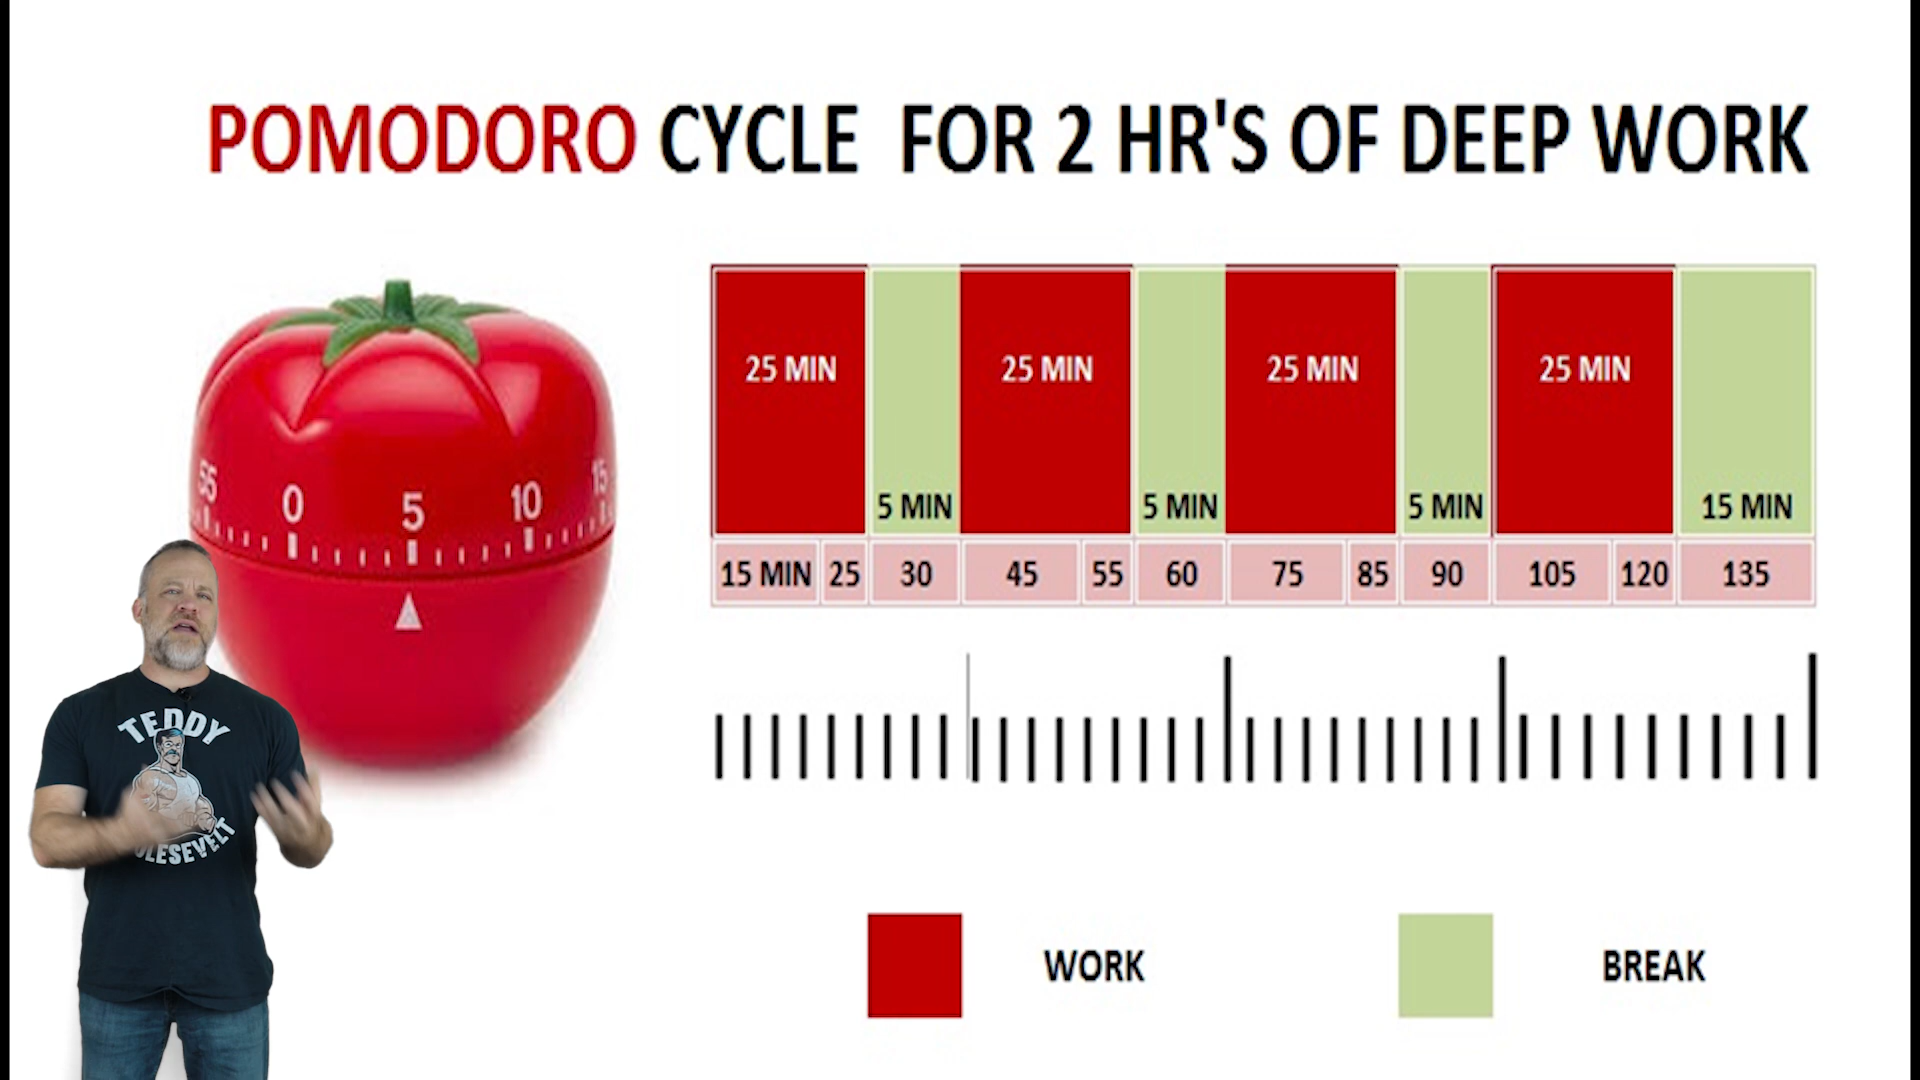 POMODORO CYCLE FOR 2 HR'S OF DEEP WORK
25 MIN
5 MIN
25 MIN
5 MIN
25 MIN
5 MIN
25 MIN
15 MIN
15 MIN 25 30 45 55 60 75 85 90 105 120 135
55 0 5 10 15
TEDDY
WORK
BREAK